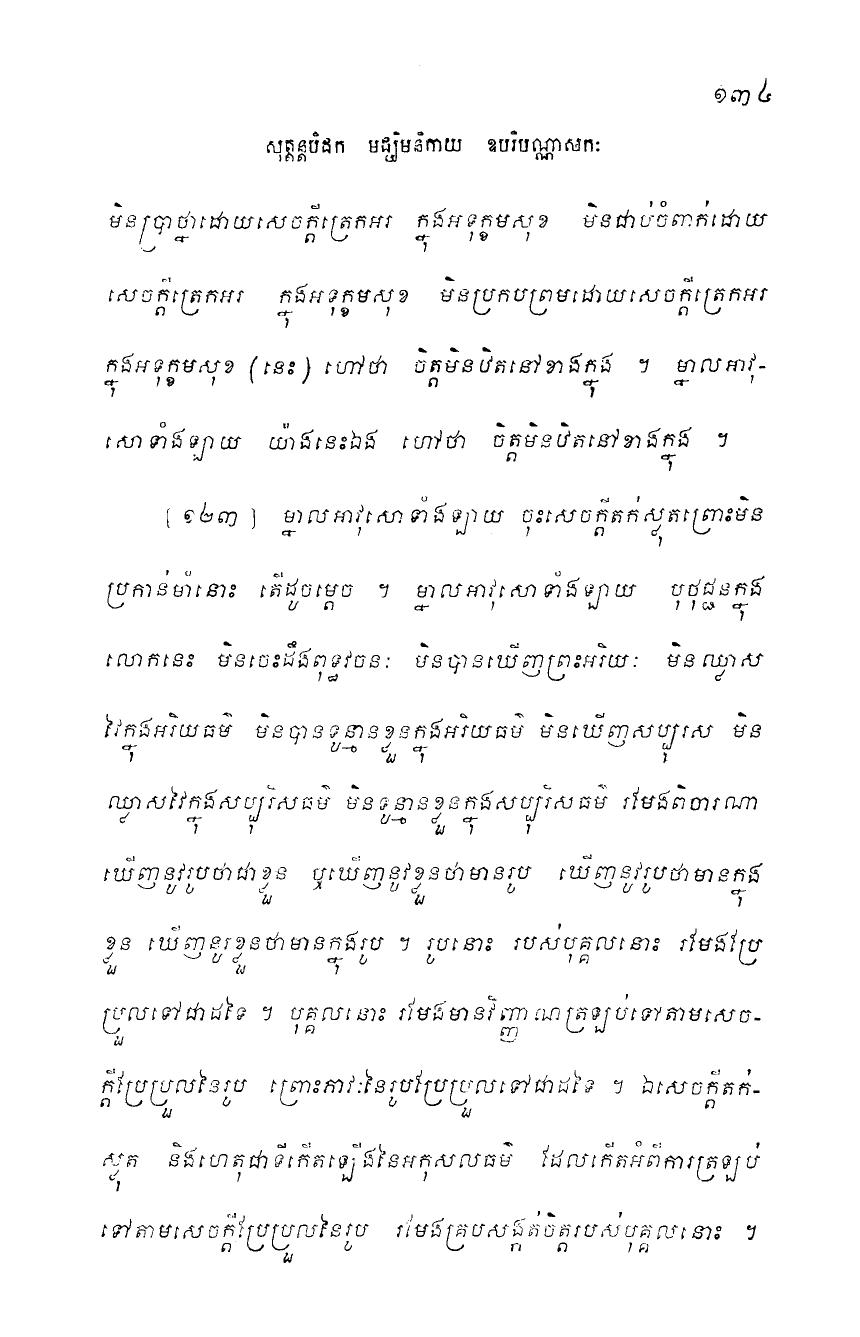 ១៣៤
សុត្តន្តបិដក មជ្ឈិមនិកាយ ឧបរិបណ្ណាសកៈ
មិនប្រាថ្នាដោយសេចក្តីត្រេកអរ ក្នុងអទុក្ខមសុខ មិនជាប់ចំពាក់ដោយ
សេចក្តីត្រេកអរ ក្នុងអទុក្ខមសុខ មិនប្រកបព្រមដោយសេចក្តីត្រេកអរ
ក្នុងអទុក្ខមសុខ (នេះ) ហៅថា ចិត្តមិនឋិតនៅខាងក្នុង ។ ម្នាលអាវុ-
សោទាំងឡាយ យ៉ាងនេះឯង ហៅថា ចិត្តមិនឋិតនៅខាងក្នុង ។
[១៤៣] ម្នាលអាវុសោទាំងឡាយ ចុះសេចក្តីតក់ស្លុតព្រោះមិន
ប្រកាន់មាំនោះ តើដូចម្តេច ។ ម្នាលអាវុសោទាំងឡាយ បុថុជ្ជនក្នុង
លោកនេះ មិនចេះដឹងពុទ្ធវចនៈ មិនបានឃើញព្រះអរិយៈ មិនឈ្លាស
វៃក្នុងអរិយធម៌ មិនបានទូន្មានខ្លួនក្នុងអរិយធម៌ មិនឃើញសប្បុរស មិន
ឈ្លាសវៃក្នុងសប្បុរិសធម៌ មិនទូន្មានខ្លួនក្នុងសប្បុរិសធម៌ រមែងពិចារណា
ឃើញនូវរូបថាជាខ្លួន ឬឃើញនូវខ្លួនថាមានរូប ឃើញនូវរូបថាមានក្នុង
ខ្លួន ឃើញនូវខ្លួនថាមានក្នុងរូប ។ រូបនោះ របស់បុគ្គលនោះ រមែងប្រែ
ប្រួលទៅជាដទៃ ។ បុគ្គលនោះ រមែងមានវិញ្ញាណត្រឡប់ទៅតាមសេច-
ក្តីប្រែប្រួលនៃរូប ព្រោះភាវៈនៃរូបប្រែប្រួលទៅជាដទៃ ។ ឯសេចក្តីតក់-
ស្លុត និងហេតុជាទីកើតឡើងនៃអកុសលធម៌ ដែលកើតអំពីការត្រឡប់
ទៅតាមសេចក្តីប្រែប្រួលនៃរូប រមែងគ្របសង្កត់ចិត្តរបស់បុគ្គលនោះ ។